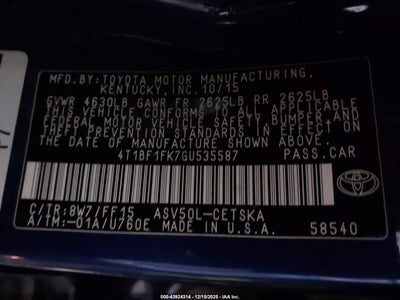 MFD.BY:TOYOTA MOTOR MANUFACTURING,
KENTUCKY,INC.10/15
GVWR 4630LB GAWR FR 2625LB RR 2625LB
THIS VEHICLE CONFORMS TO ALL APPLICABLE
FEDERAL MOTOR VEHICLE SAFETY, BUMPER, AND
THEFT PREVENTION STANDARDS IN EFFECT ON
THE DATE OF MANUFACTURE SHOWN ABOVE.
4T1BF1FK7GU535587 PASS.CAR
C/TR:8W7/FF15 ASV50L-CETSKA
A/TM:-01A/U760E MADE IN U.S.A.
58540
TOYOTA
000-43924314 - 12/15/2025 - IAA, Inc.